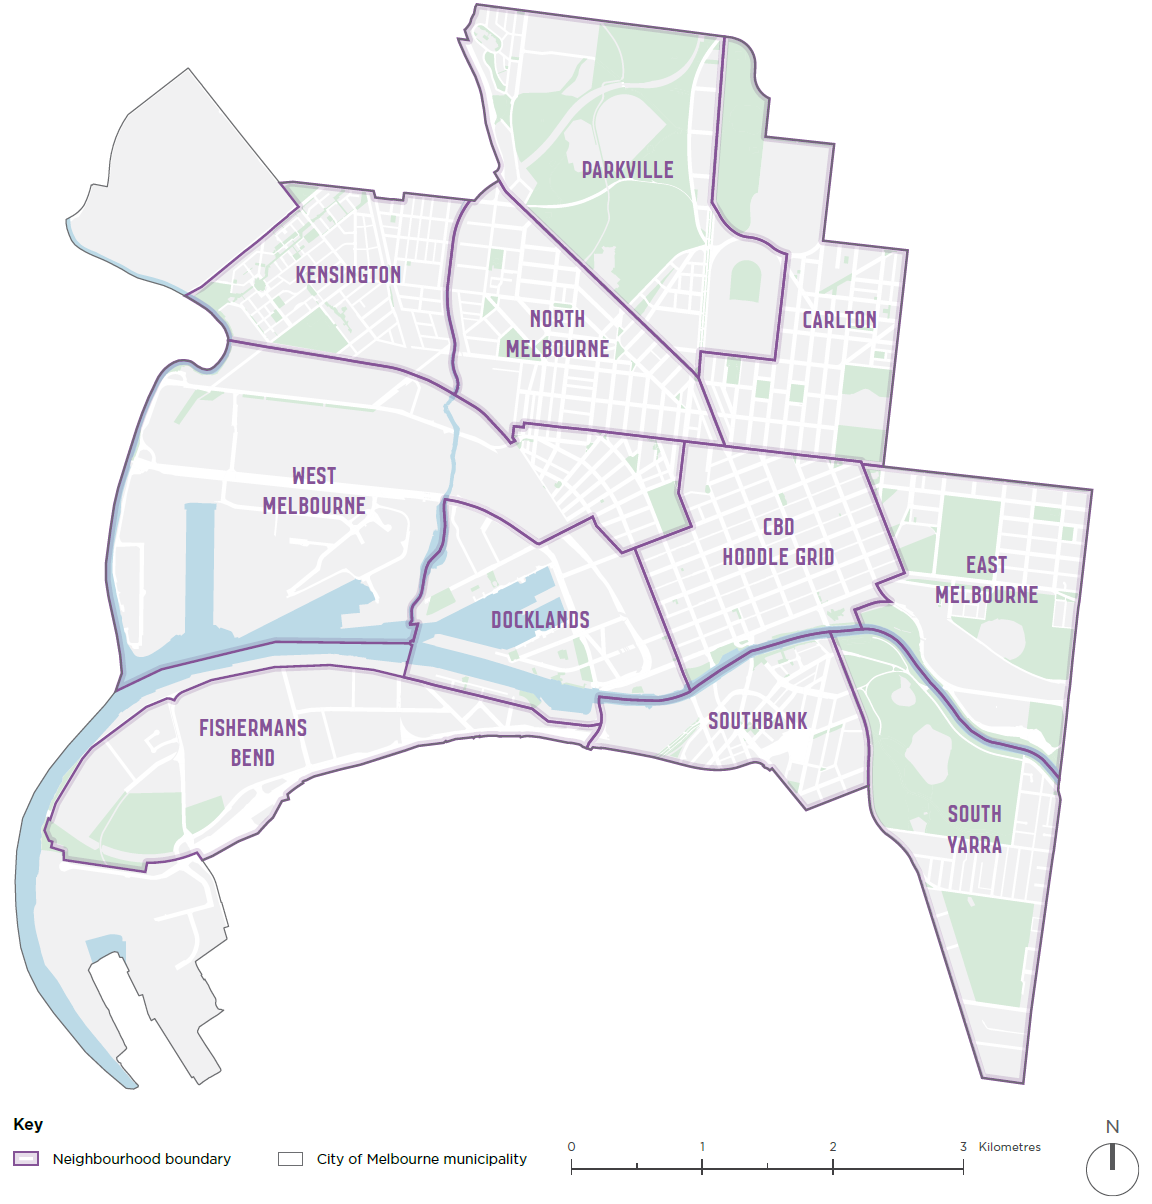 PARKVILLE
KENSINGTON
NORTH
MELBOURNE
CARLTON
WEST
MELBOURNE
CBD
HODDLE GRID
EAST
MELBOURNE
DOCKLANDS
SOUTHBANK
FISHERMANS
BEND
SOUTH
YARRA
Key
Neighbourhood boundary
City of Melbourne municipality
0 1 2 3 Kilometres
N